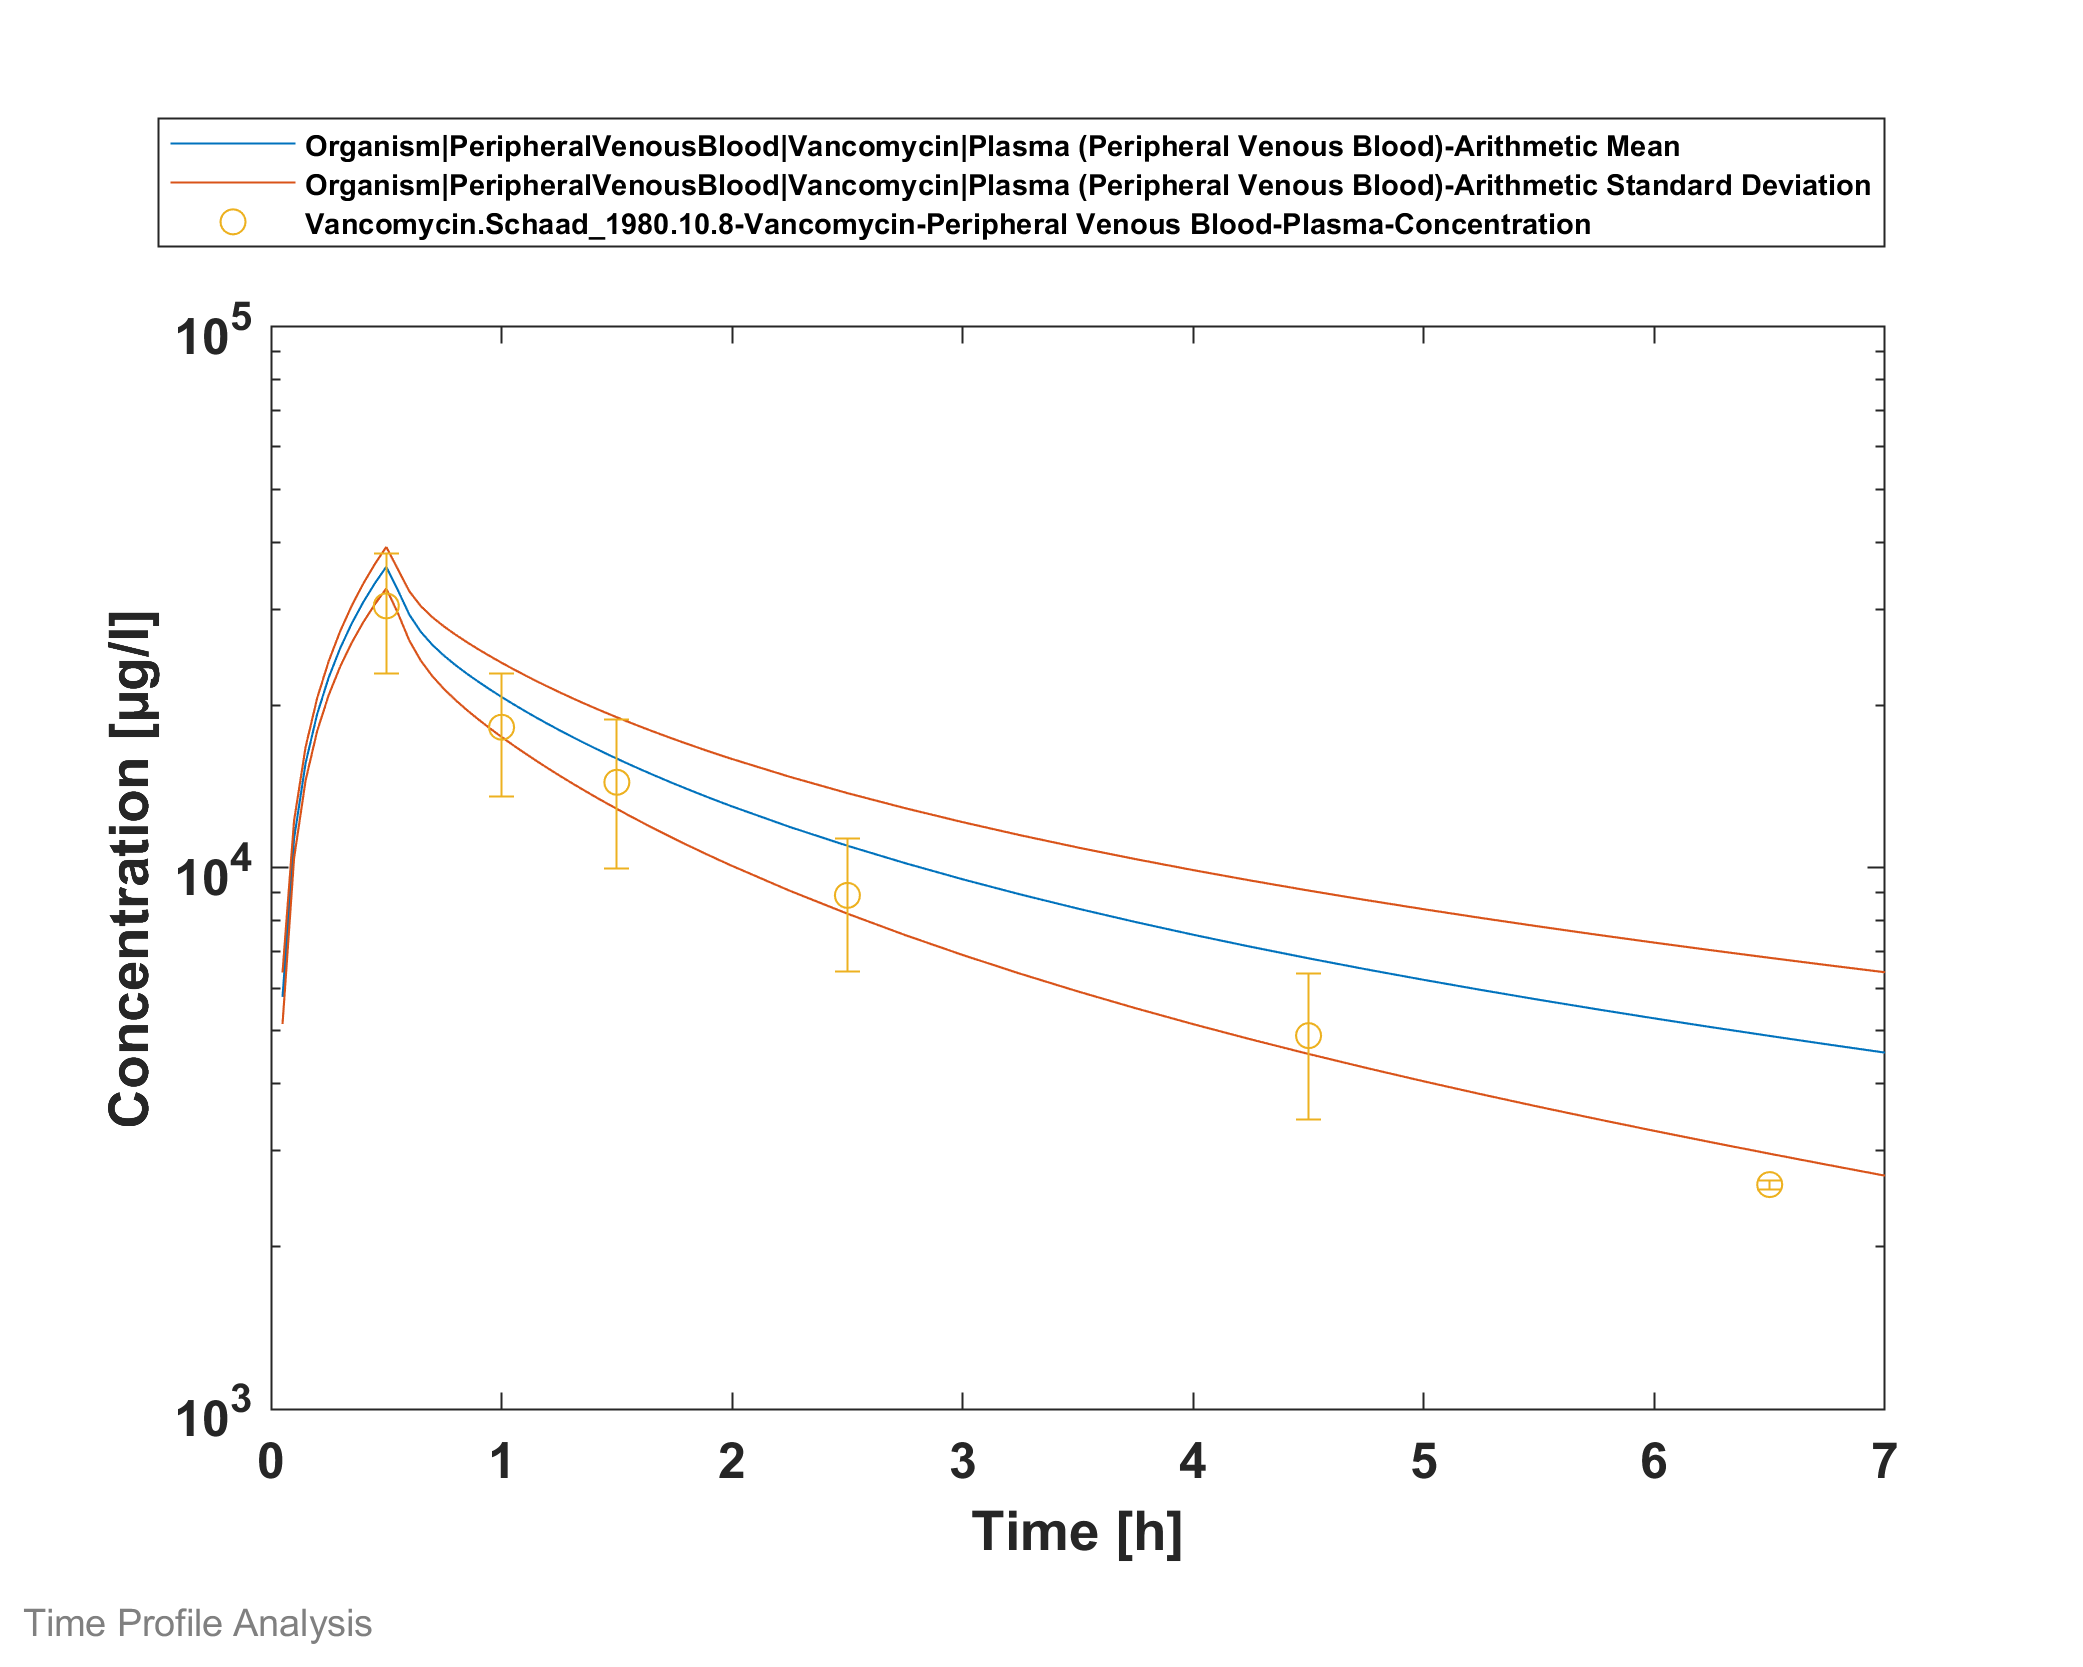 Organism|PeripheralVenousBlood|Vancomycin|Plasma (Peripheral Venous Blood)-Arithmetic Mean
Organism|PeripheralVenousBlood|Vancomycin|Plasma (Peripheral Venous Blood)-Arithmetic Standard Deviation
Vancomycin.Schaad_1980.10.8-Vancomycin-Peripheral Venous Blood-Plasma-Concentration
10^5
10^4
10^3
Concentration [µg/l]
0 1 2 3 4 5 6 7
Time [h]
Time Profile Analysis